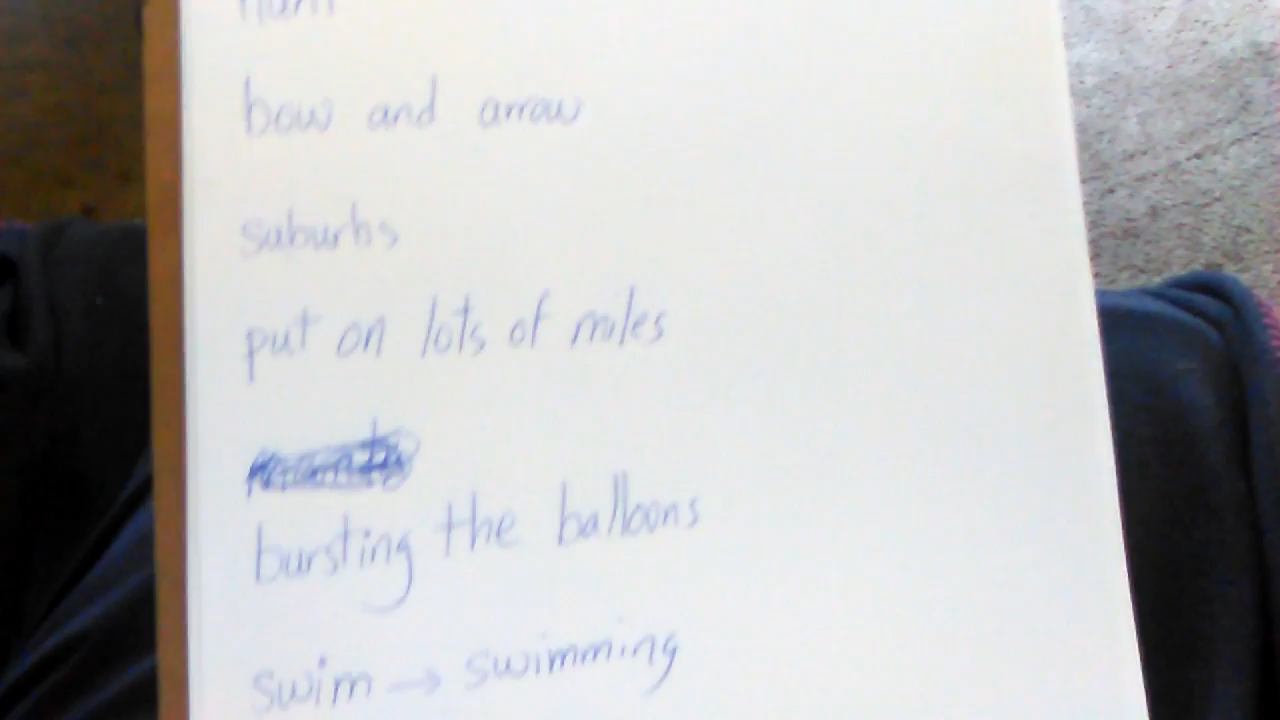 bow and arrow
suburbs
put on lots of miles
bursting the balloons
swim → swimming